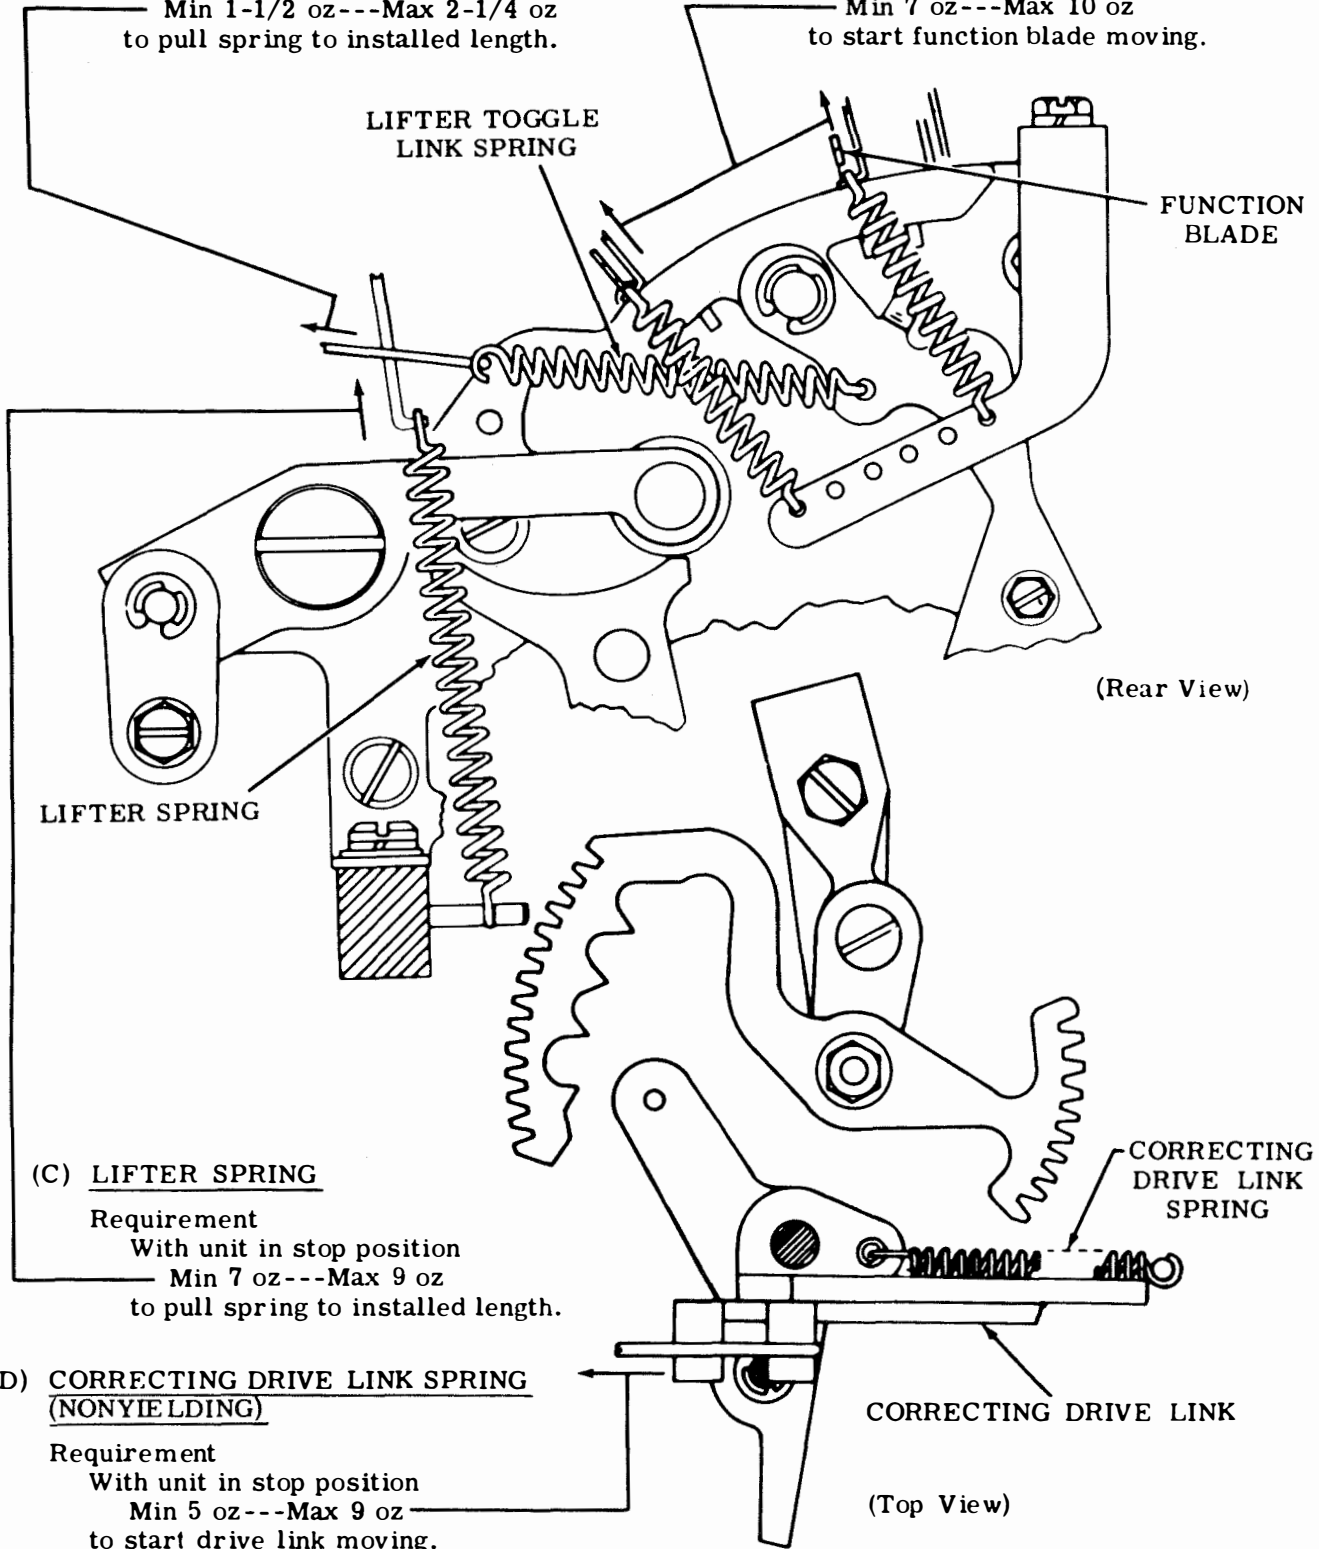 Min 1-1/2 oz---Max 2-1/4 oz
to pull spring to installed length.
Min 7 oz---Max 10 oz
to start function blade moving.
LIFTER TOGGLE
LINK SPRING
FUNCTION
BLADE
(Rear View)
LIFTER SPRING
(C) LIFTER SPRING
Requirement
With unit in stop position
Min 7 oz---Max 9 oz
to pull spring to installed length.
CORRECTING
DRIVE LINK
SPRING
D) CORRECTING DRIVE LINK SPRING
(NONYIELDING)
Requirement
With unit in stop position
Min 5 oz---Max 9 oz
to start drive link moving.
CORRECTING DRIVE LINK
(Top View)